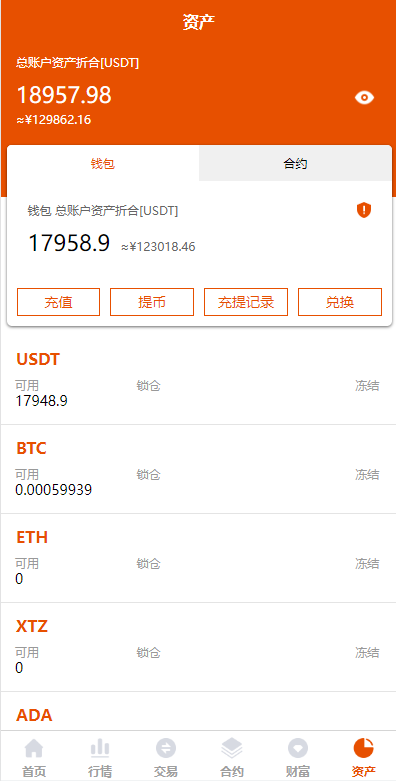 资产
总账户资产折合[USDT]
18957.98
≈¥129862.16
钱包 合约
钱包 总账户资产折合[USDT]
17958.9 ≈¥123018.46
充值 提币 充提记录 兑换
USDT
可用 锁仓 冻结
17948.9
BTC
可用 锁仓 冻结
0.00059939
ETH
可用 锁仓 冻结
0
XTZ
可用 锁仓 冻结
0
ADA
首页 行情 交易 合约 财富 资产